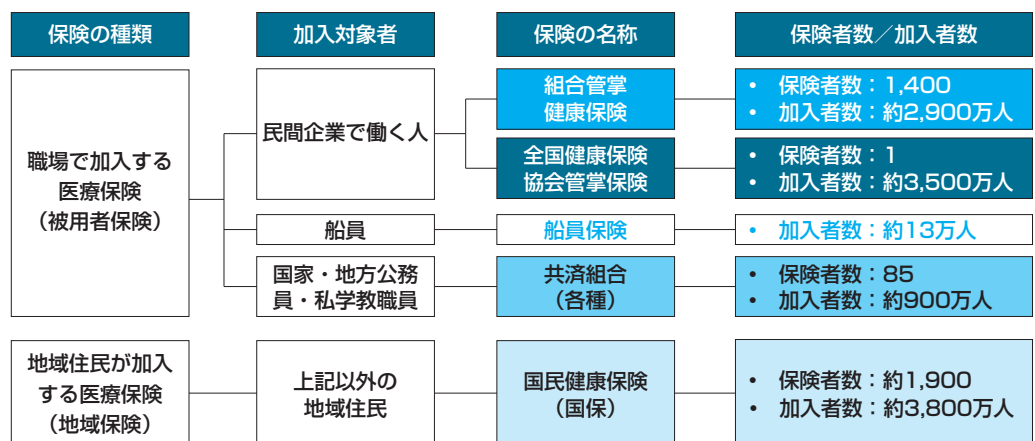 保険の種類
加入対象者
保険の名称
保険者数／加入者数
職場で加入する
医療保険
（被用者保険）
民間企業で働く人
組合管掌
健康保険
• 保険者数：1,400
• 加入者数：約2,900万人
全国健康保険
協会管掌保険
• 保険者数：1
• 加入者数：約3,500万人
船員
船員保険
• 加入者数：約13万人
国家・地方公務
員・私学教職員
共済組合
（各種）
• 保険者数：85
• 加入者数：約900万人
地域住民が加入
する医療保険
（地域保険）
上記以外の
地域住民
国民健康保険
（国保）
• 保険者数：約1,900
• 加入者数：約3,800万人